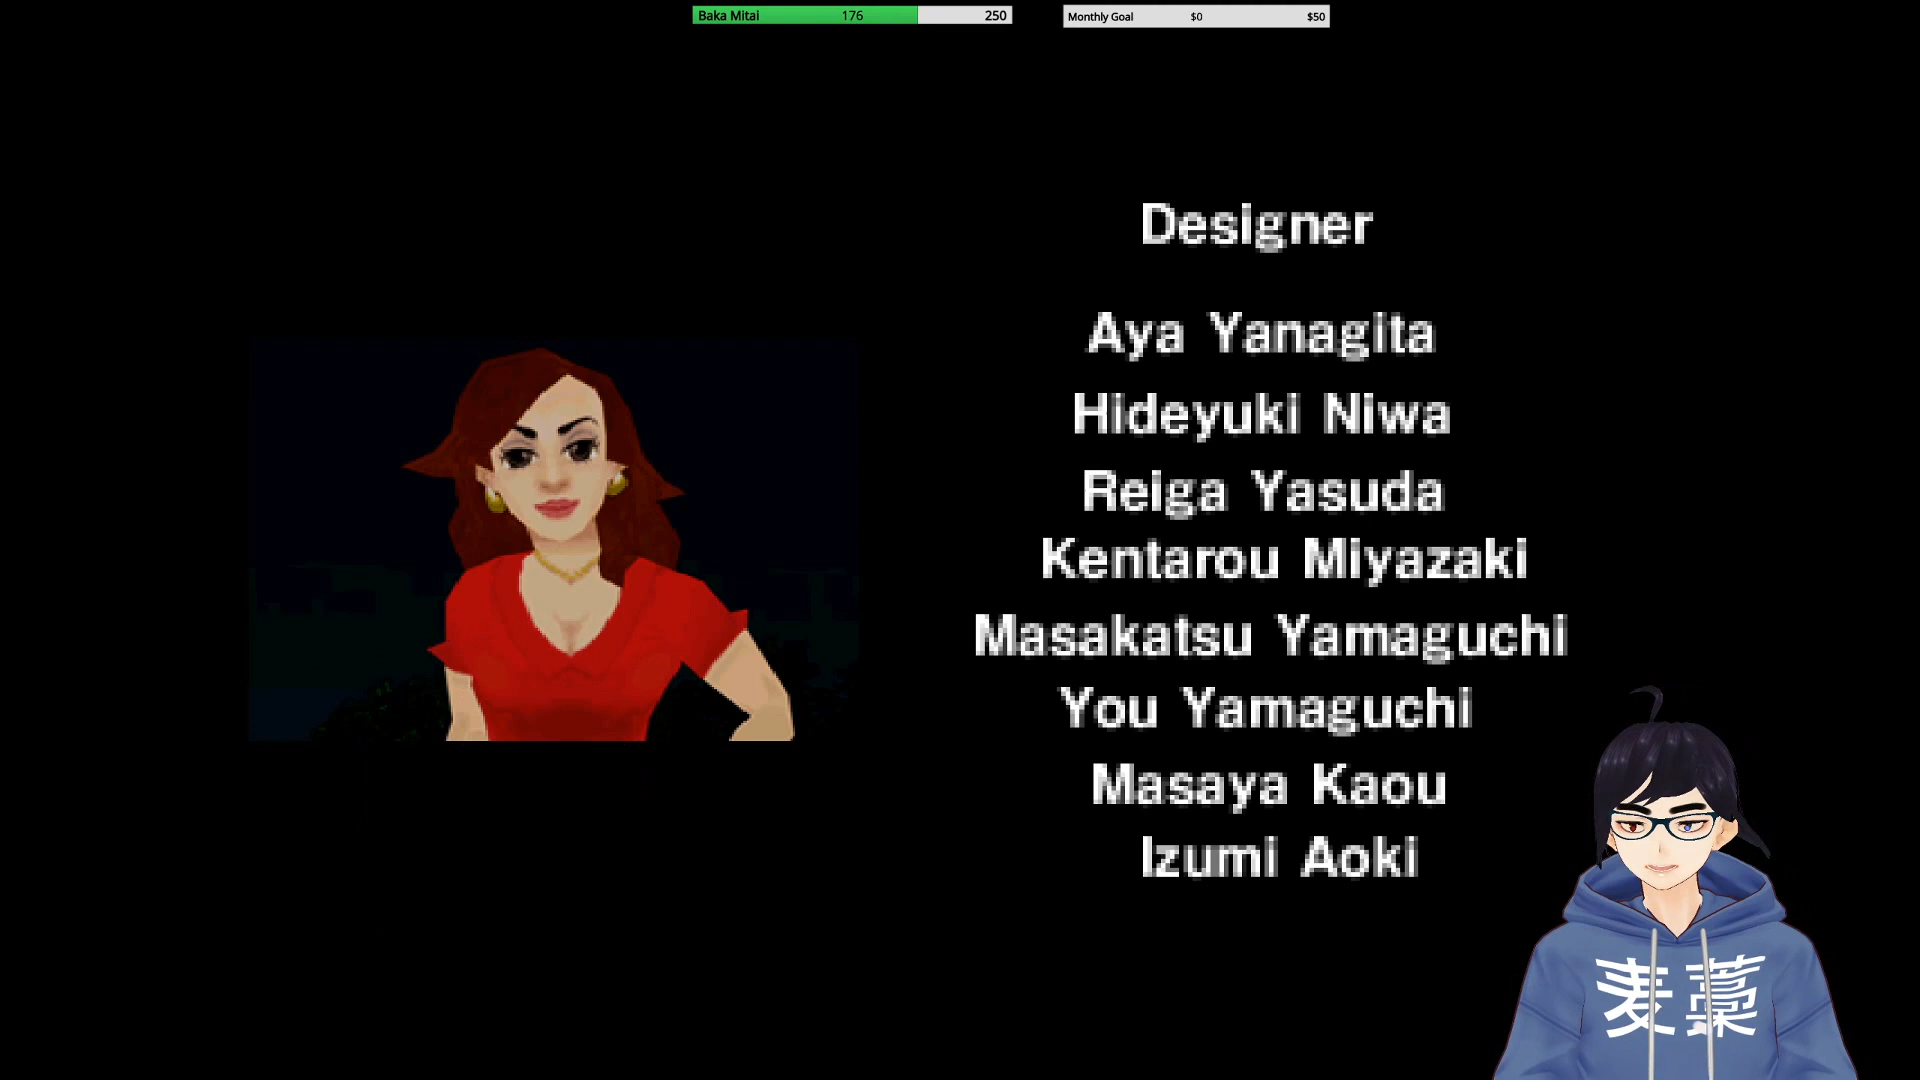 Baka Mitai 176 250
Monthly Goal $0 $50
Designer
Aya Yanagita
Hideyuki Niwa
Reiga Yasuda
Kentarou Miyazaki
Masakatsu Yamaguchi
You Yamaguchi
Masaya Kaou
Izumi Aoki
麦藁